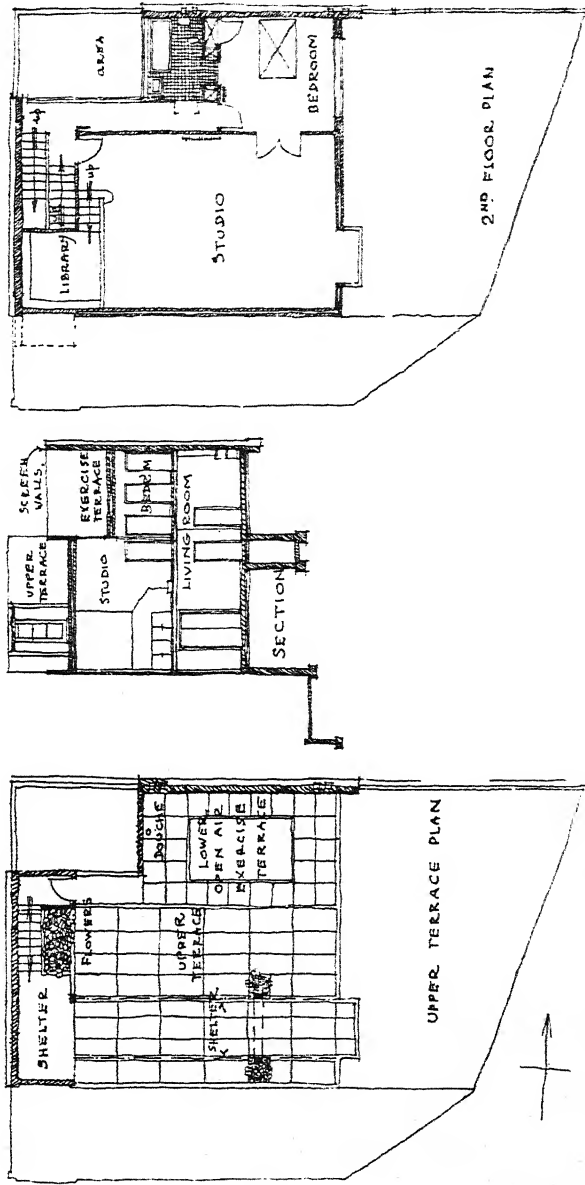 AREA
up
up
LIBRARY
STUDIO
BEDROOM
2ND FLOOR PLAN
SCREEN
WALLS.
UPPER
TERRACE
EXERCISE
TERRACE
STUDIO
BEDRM
LIVING ROOM
SECTION
SHELTER
FLOWERS
DOUCHE
UPPER
TERRACE
LOWER
OPEN AIR
EXERCISE
TERRACE
SHELTER
UPPER TERRACE PLAN